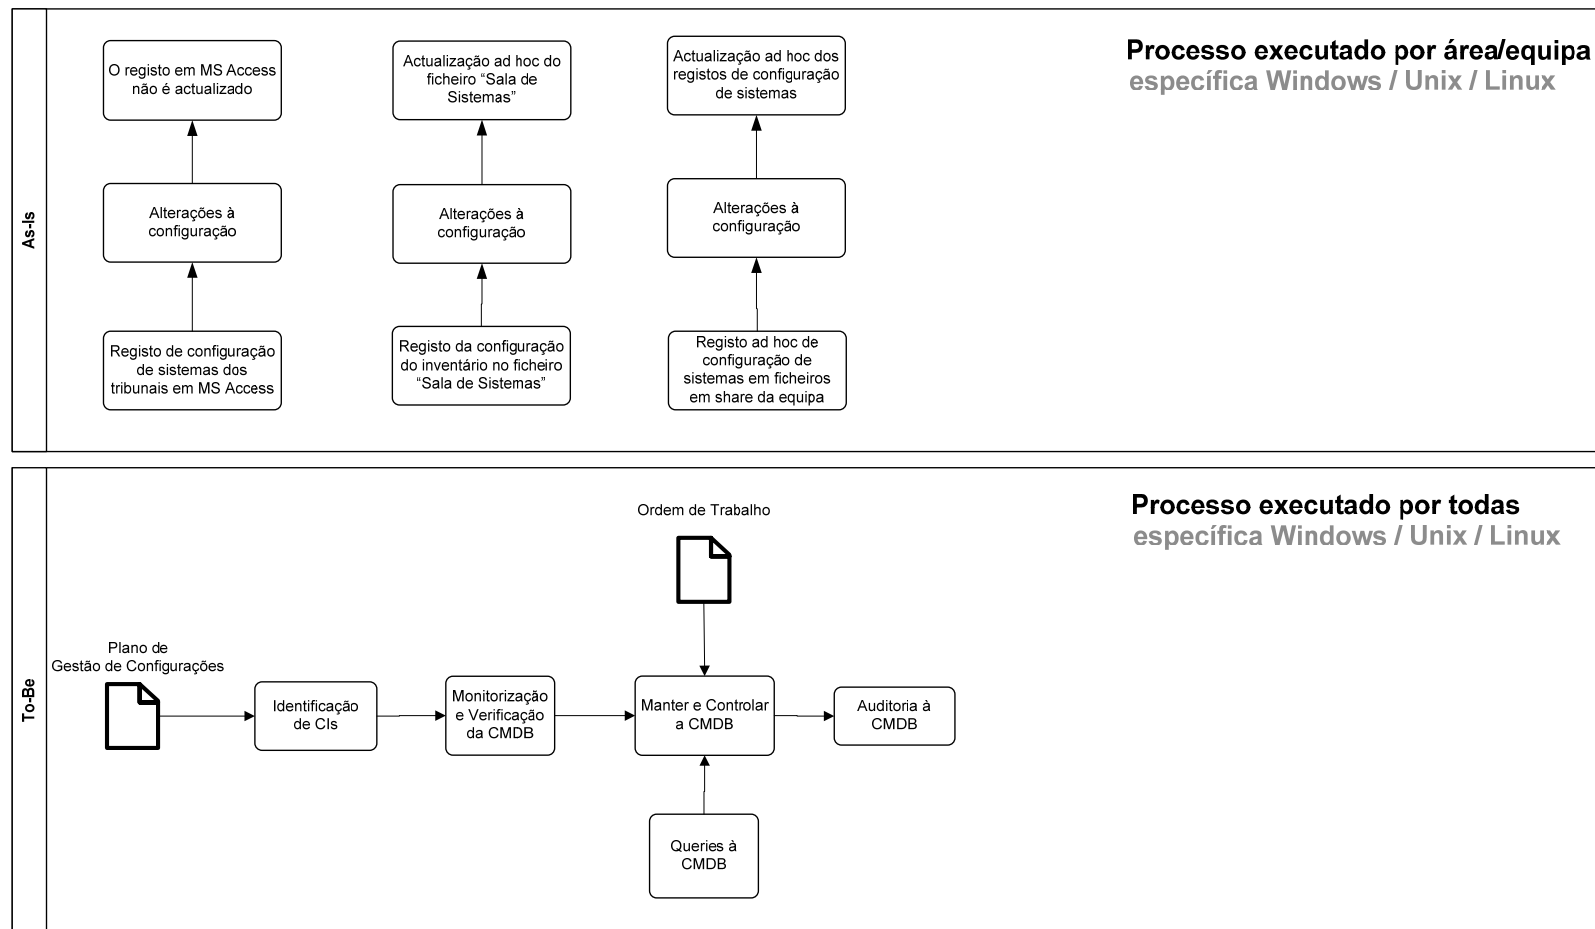 As-Is
O registo em MS Access
não é actualizado
Actualização ad hoc do
ficheiro “Sala de
Sistemas”
Actualização ad hoc dos
registos de configuração
de sistemas
Processo executado por área/equipa
específica Windows / Unix / Linux
Alterações à
configuração
Alterações à
configuração
Alterações à
configuração
Registo de configuração
de sistemas dos
tribunais em MS Access
Registo da configuração
do inventário no ficheiro
“Sala de Sistemas”
Registo ad hoc de
configuração de
sistemas em ficheiros
em share da equipa
To-Be
Processo executado por todas
específica Windows / Unix / Linux
Ordem de Trabalho
Plano de
Gestão de Configurações
Identificação
de CIs
Monitorização
e Verificação
da CMDB
Manter e Controlar
a CMDB
Auditoria à
CMDB
Queries à
CMDB